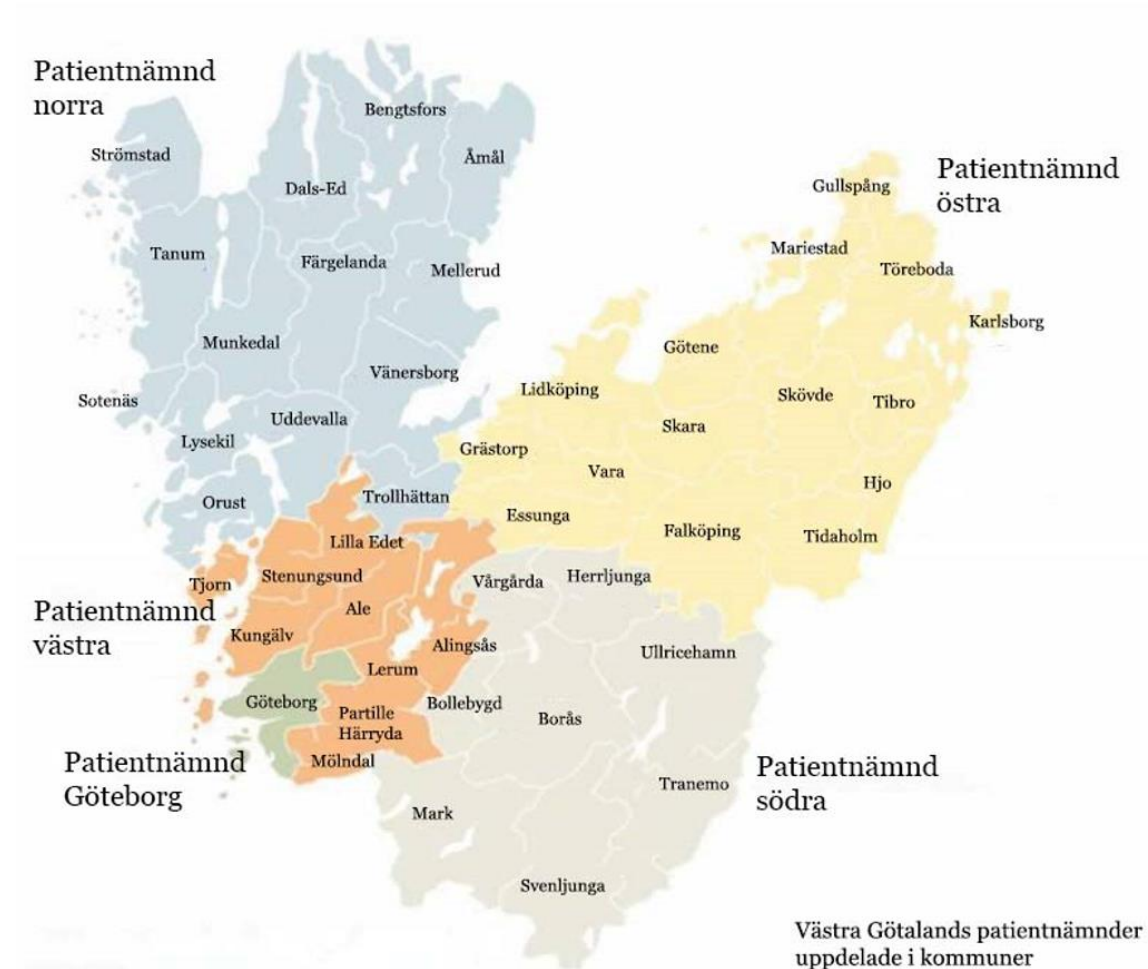 Patientnämnd
norra
Bengtsfors
Strömstad
Åmål
Dals-Ed
Gullspång
Patientnämnd
östra
Tanum
Färgelanda
Mellerud
Mariestad
Töreboda
Karlsborg
Munkedal
Götene
Vänersborg
Lidköping
Skövde
Tibro
Sotenäs
Uddevalla
Skara
Lysekil
Grästorp
Vara
Hjo
Orust
Trollhättan
Essunga
Falköping
Tidaholm
Lilla Edet
Tjorn
Stenungsund
Vårgårda
Herrljunga
Patientnämnd
västra
Ale
Kungälv
Alingsås
Ullricehamn
Lerum
Göteborg
Partille
Härryda
Bollebygd
Borås
Mölndal
Patientnämnd
Göteborg
Patientnämnd
södra
Tranemo
Mark
Svenljunga
Västra Götalands patientnämnder
uppdelade i kommuner